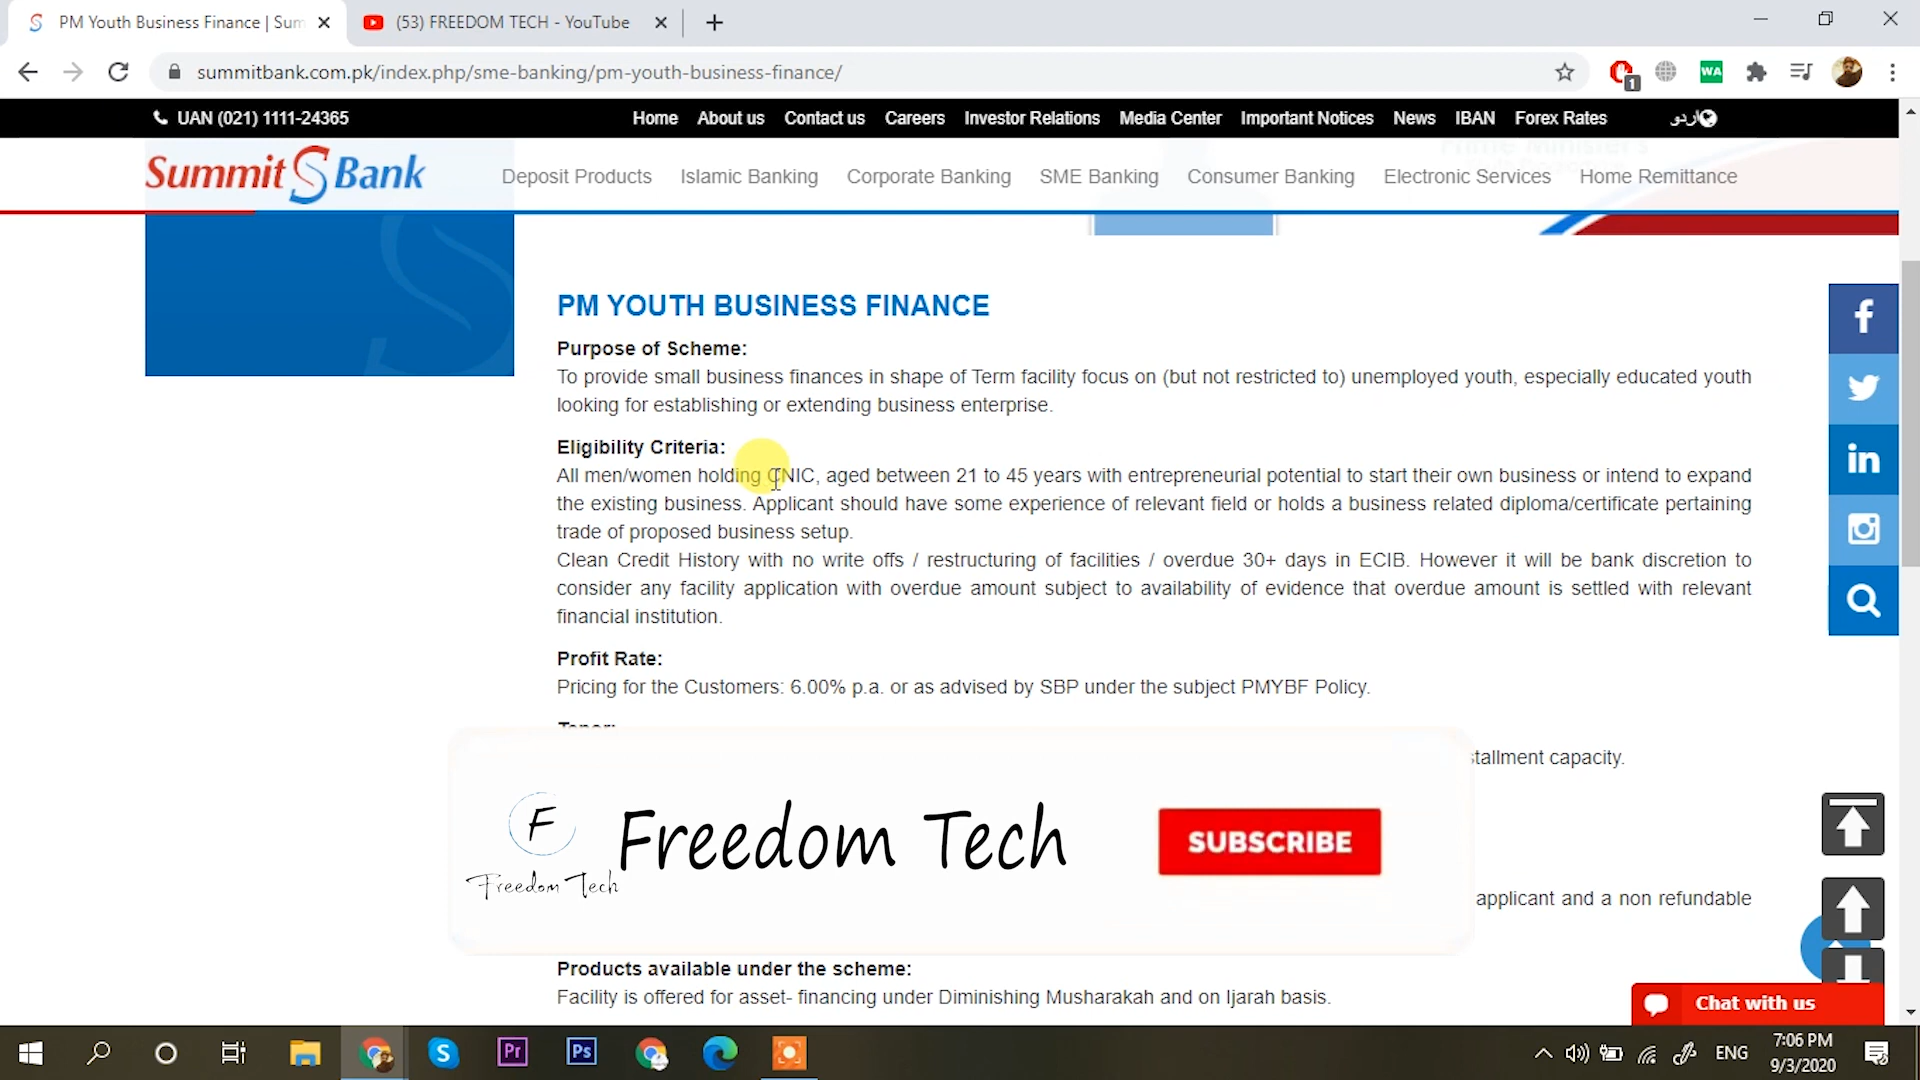 PM Youth Business Finance | Sum
(53) FREEDOM TECH - YouTube
summitbank.com.pk/index.php/sme-banking/pm-youth-business-finance/
1
WA
UAN (021) 1111-24365
Home About us Contact us Careers Investor Relations Media Center Important Notices News IBAN Forex Rates اردو
Summit S Bank
Deposit Products Islamic Banking Corporate Banking SME Banking Consumer Banking Electronic Services Home Remittance
PM YOUTH BUSINESS FINANCE
Purpose of Scheme:
To provide small business finances in shape of Term facility focus on (but not restricted to) unemployed youth, especially educated youth
looking for establishing or extending business enterprise.
Eligibility Criteria:
All men/women holding CNIC, aged between 21 to 45 years with entrepreneurial potential to start their own business or intend to expand
the existing business. Applicant should have some experience of relevant field or holds a business related diploma/certificate pertaining
trade of proposed business setup.
Clean Credit History with no write offs / restructuring of facilities / overdue 30+ days in ECIB. However it will be bank discretion to
consider any facility application with overdue amount subject to availability of evidence that overdue amount is settled with relevant
financial institution.
Profit Rate:
Pricing for the Customers: 6.00% p.a. or as advised by SBP under the subject PMYBF Policy.
stallment capacity.
F
Freedom Tech
Freedom Tech
SUBSCRIBE
applicant and a non refundable
Products available under the scheme:
Facility is offered for asset- financing under Diminishing Musharakah and on Ijarah basis.
Chat with us
Pr
Ps
ENG
7:06 PM
9/3/2020